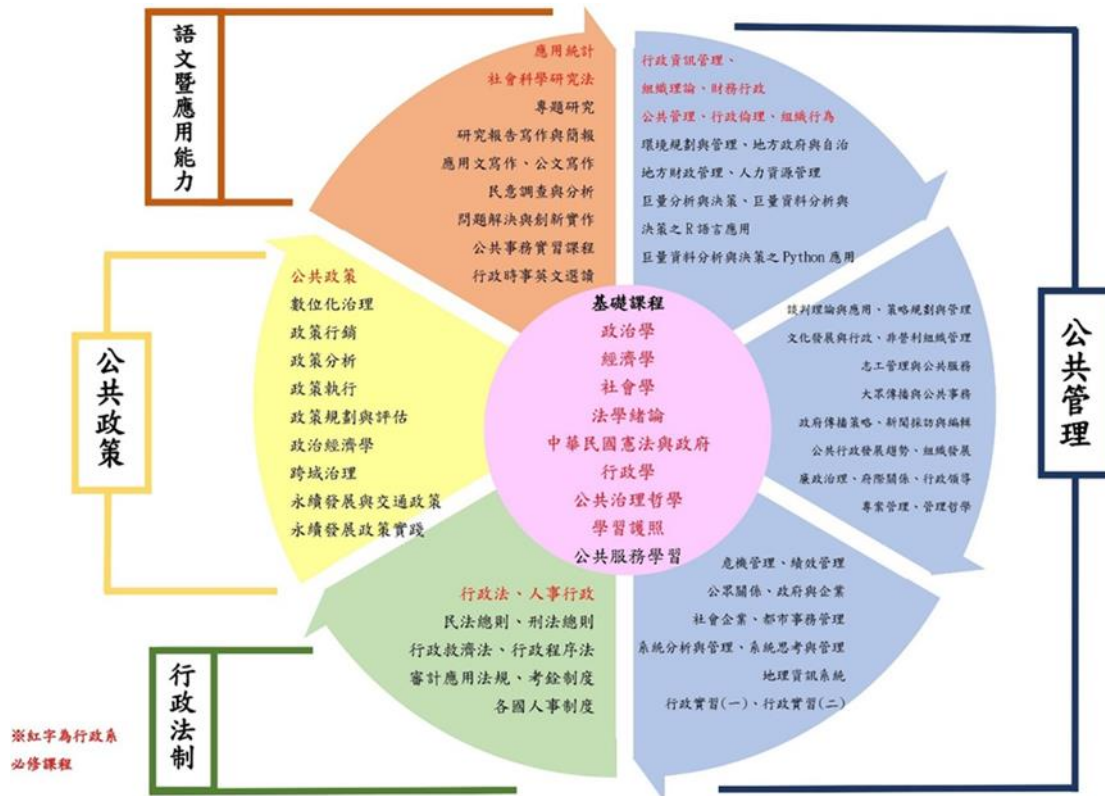 語文暨應用能力
應用統計
社會科學研究法
專題研究
研究報告寫作與簡報
應用文寫作、公文寫作
民意調查與分析
問題解決與創新實作
公共事務實習課程
行政時事英文選讀
公共管理
行政資訊管理、
組織理論、財務行政
公共管理、行政倫理、組織行為
環境規劃與管理、地方政府與自治
地方財政管理、人力資源管理
巨量分析與決策、巨量資料分析與
決策之 R 語言應用
巨量資料分析與決策之 Python 應用
談判理論與應用、策略規劃與管理
文化發展與行政、非營利組織管理
志工管理與公共服務
大眾傳播與公共事務
政府傳播策略、新聞採訪與編輯
公共行政發展趨勢、組織發展
廉政治理、府際關係、行政領導
專案管理、管理哲學
危機管理、績效管理
公眾關係、政府與企業
社會企業、都市事務管理
系統分析與管理、系統思考與管理
地理資訊系統
行政實習(一)、行政實習(二)
基礎課程
政治學
經濟學
社會學
法學緒論
中華民國憲法與政府
行政學
公共治理哲學
學習護照
公共服務學習
公共政策
公共政策
數位化治理
政策行銷
政策分析
政策執行
政策規劃與評估
政治經濟學
跨域治理
永續發展與交通政策
永續發展政策實踐
行政法制
行政法、人事行政
民法總則、刑法總則
行政救濟法、行政程序法
審計應用法規、考銓制度
各國人事制度
※紅字為行政系
必修課程